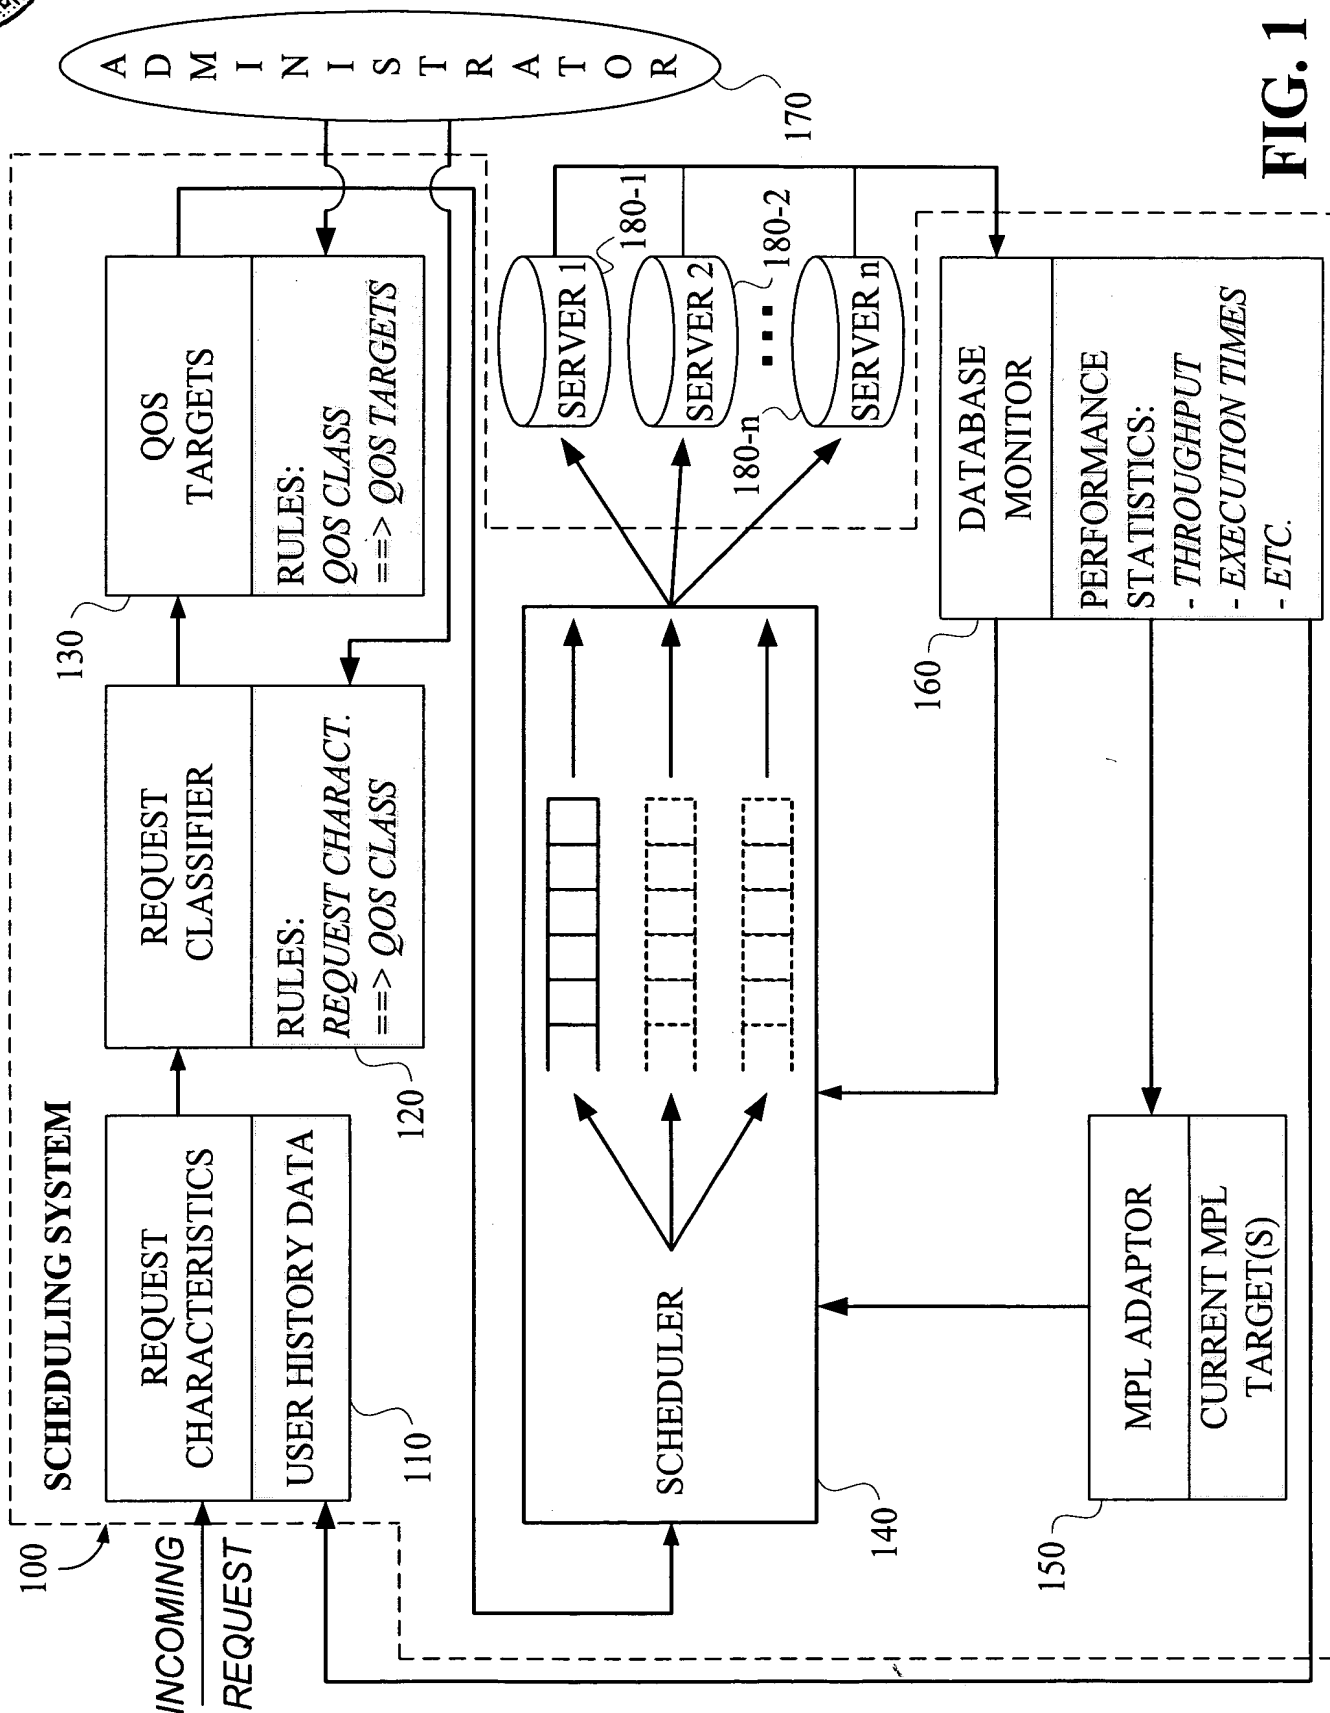 SCHEDULING SYSTEM
100
INCOMING
REQUEST
REQUEST
CHARACTERISTICS
USER HISTORY DATA
110
REQUEST
CLASSIFIER
RULES:
REQUEST CHARACT.
==> QOS CLASS
120
QOS
TARGETS
RULES:
QOS CLASS
==> QOS TARGETS
130
ADMINISTRATOR
170
SCHEDULER
140
SERVER 1
180-1
SERVER 2
180-2
SERVER n
180-n
MPL ADAPTOR
CURRENT MPL
TARGET(S)
150
DATABASE
MONITOR
PERFORMANCE
STATISTICS:
- THROUGHPUT
- EXECUTION TIMES
- ETC.
160
FIG. 1